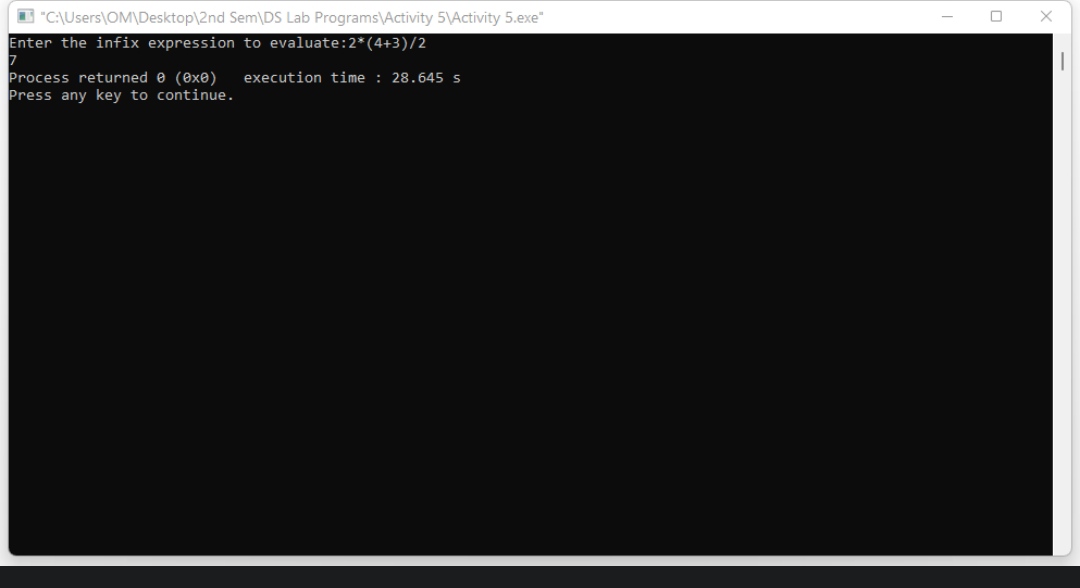 "C:\Users\OM\Desktop\2nd Sem\DS Lab Programs\Activity 5\Activity 5.exe"
Enter the infix expression to evaluate:2*(4+3)/2
7
Process returned 0 (0x0)   execution time : 28.645 s
Press any key to continue.